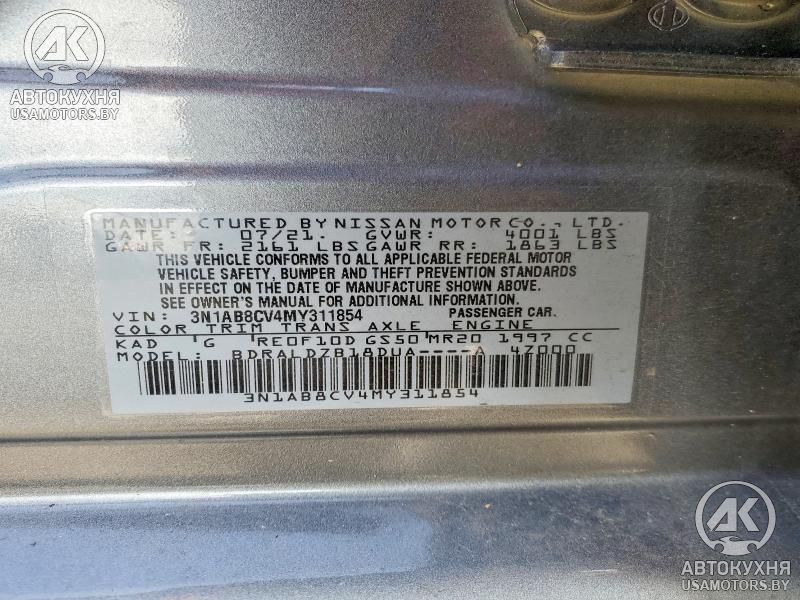 АК
АВТОКУХНЯ
USAMOTORS.BY
MANUFACTURED BY NISSAN MOTOR CO., LTD.
DATE: 07/21. GVWR: 4001 LBS
GAWR FR: 2161 LBS GAWR RR: 1863 LBS
THIS VEHICLE CONFORMS TO ALL APPLICABLE FEDERAL MOTOR
VEHICLE SAFETY, BUMPER AND THEFT PREVENTION STANDARDS
IN EFFECT ON THE DATE OF MANUFACTURE SHOWN ABOVE.
SEE OWNER'S MANUAL FOR ADDITIONAL INFORMATION.
VIN: 3N1AB8CV4MY311854 PASSENGER CAR.
COLOR TRIM TRANS AXLE ENGINE
KAD G RE0F10D GS50 MR20 1997 CC
MODEL: BDRALDZB18DUA----A 47000
3N1AB8CV4MY311854
АК
АВТОКУХНЯ
USAMOTORS.BY